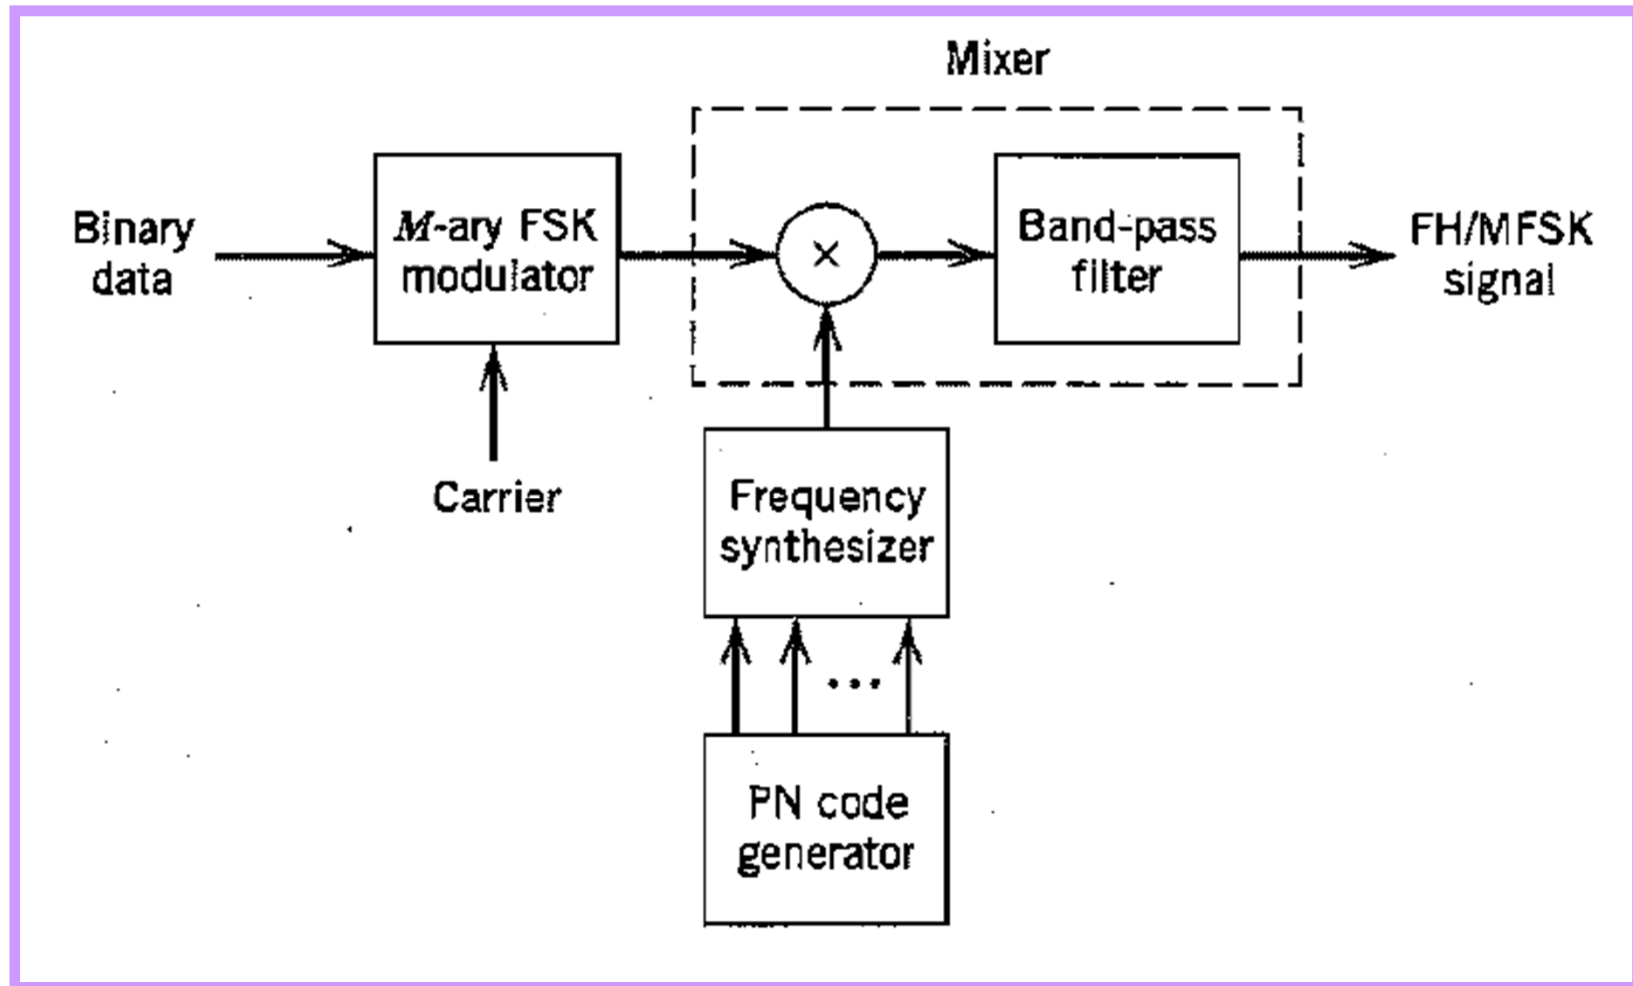 Mixer
Binary
data
M-ary FSK
modulator
×
Band-pass
filter
FH/MFSK
signal
Carrier
Frequency
synthesizer
...
PN code
generator